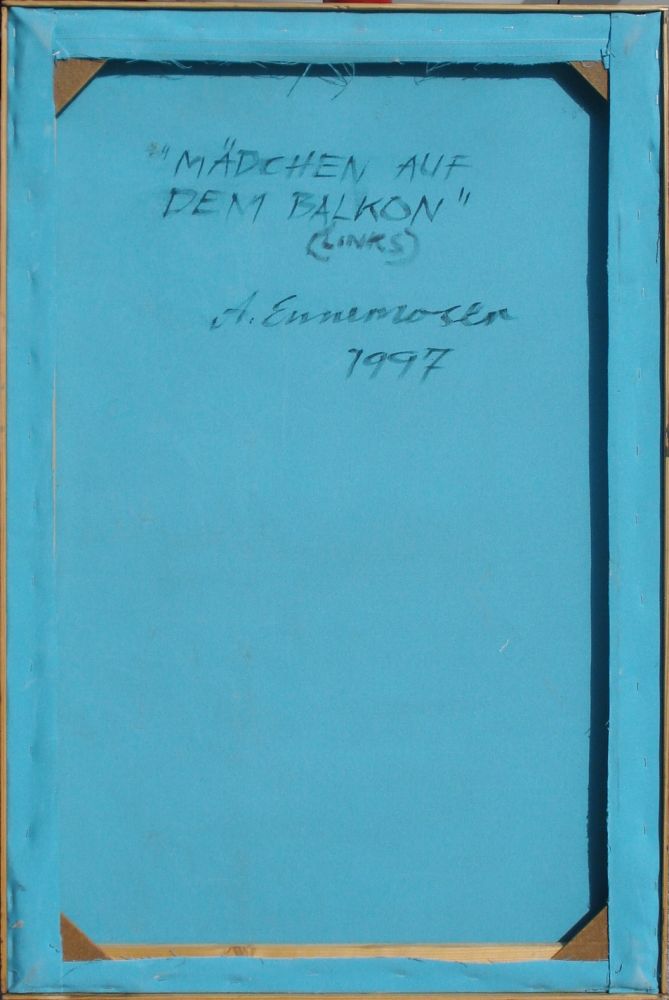 "MÄDCHEN AUF
DEM BALKON"
(LINKS)
A. Ennemoser
1997